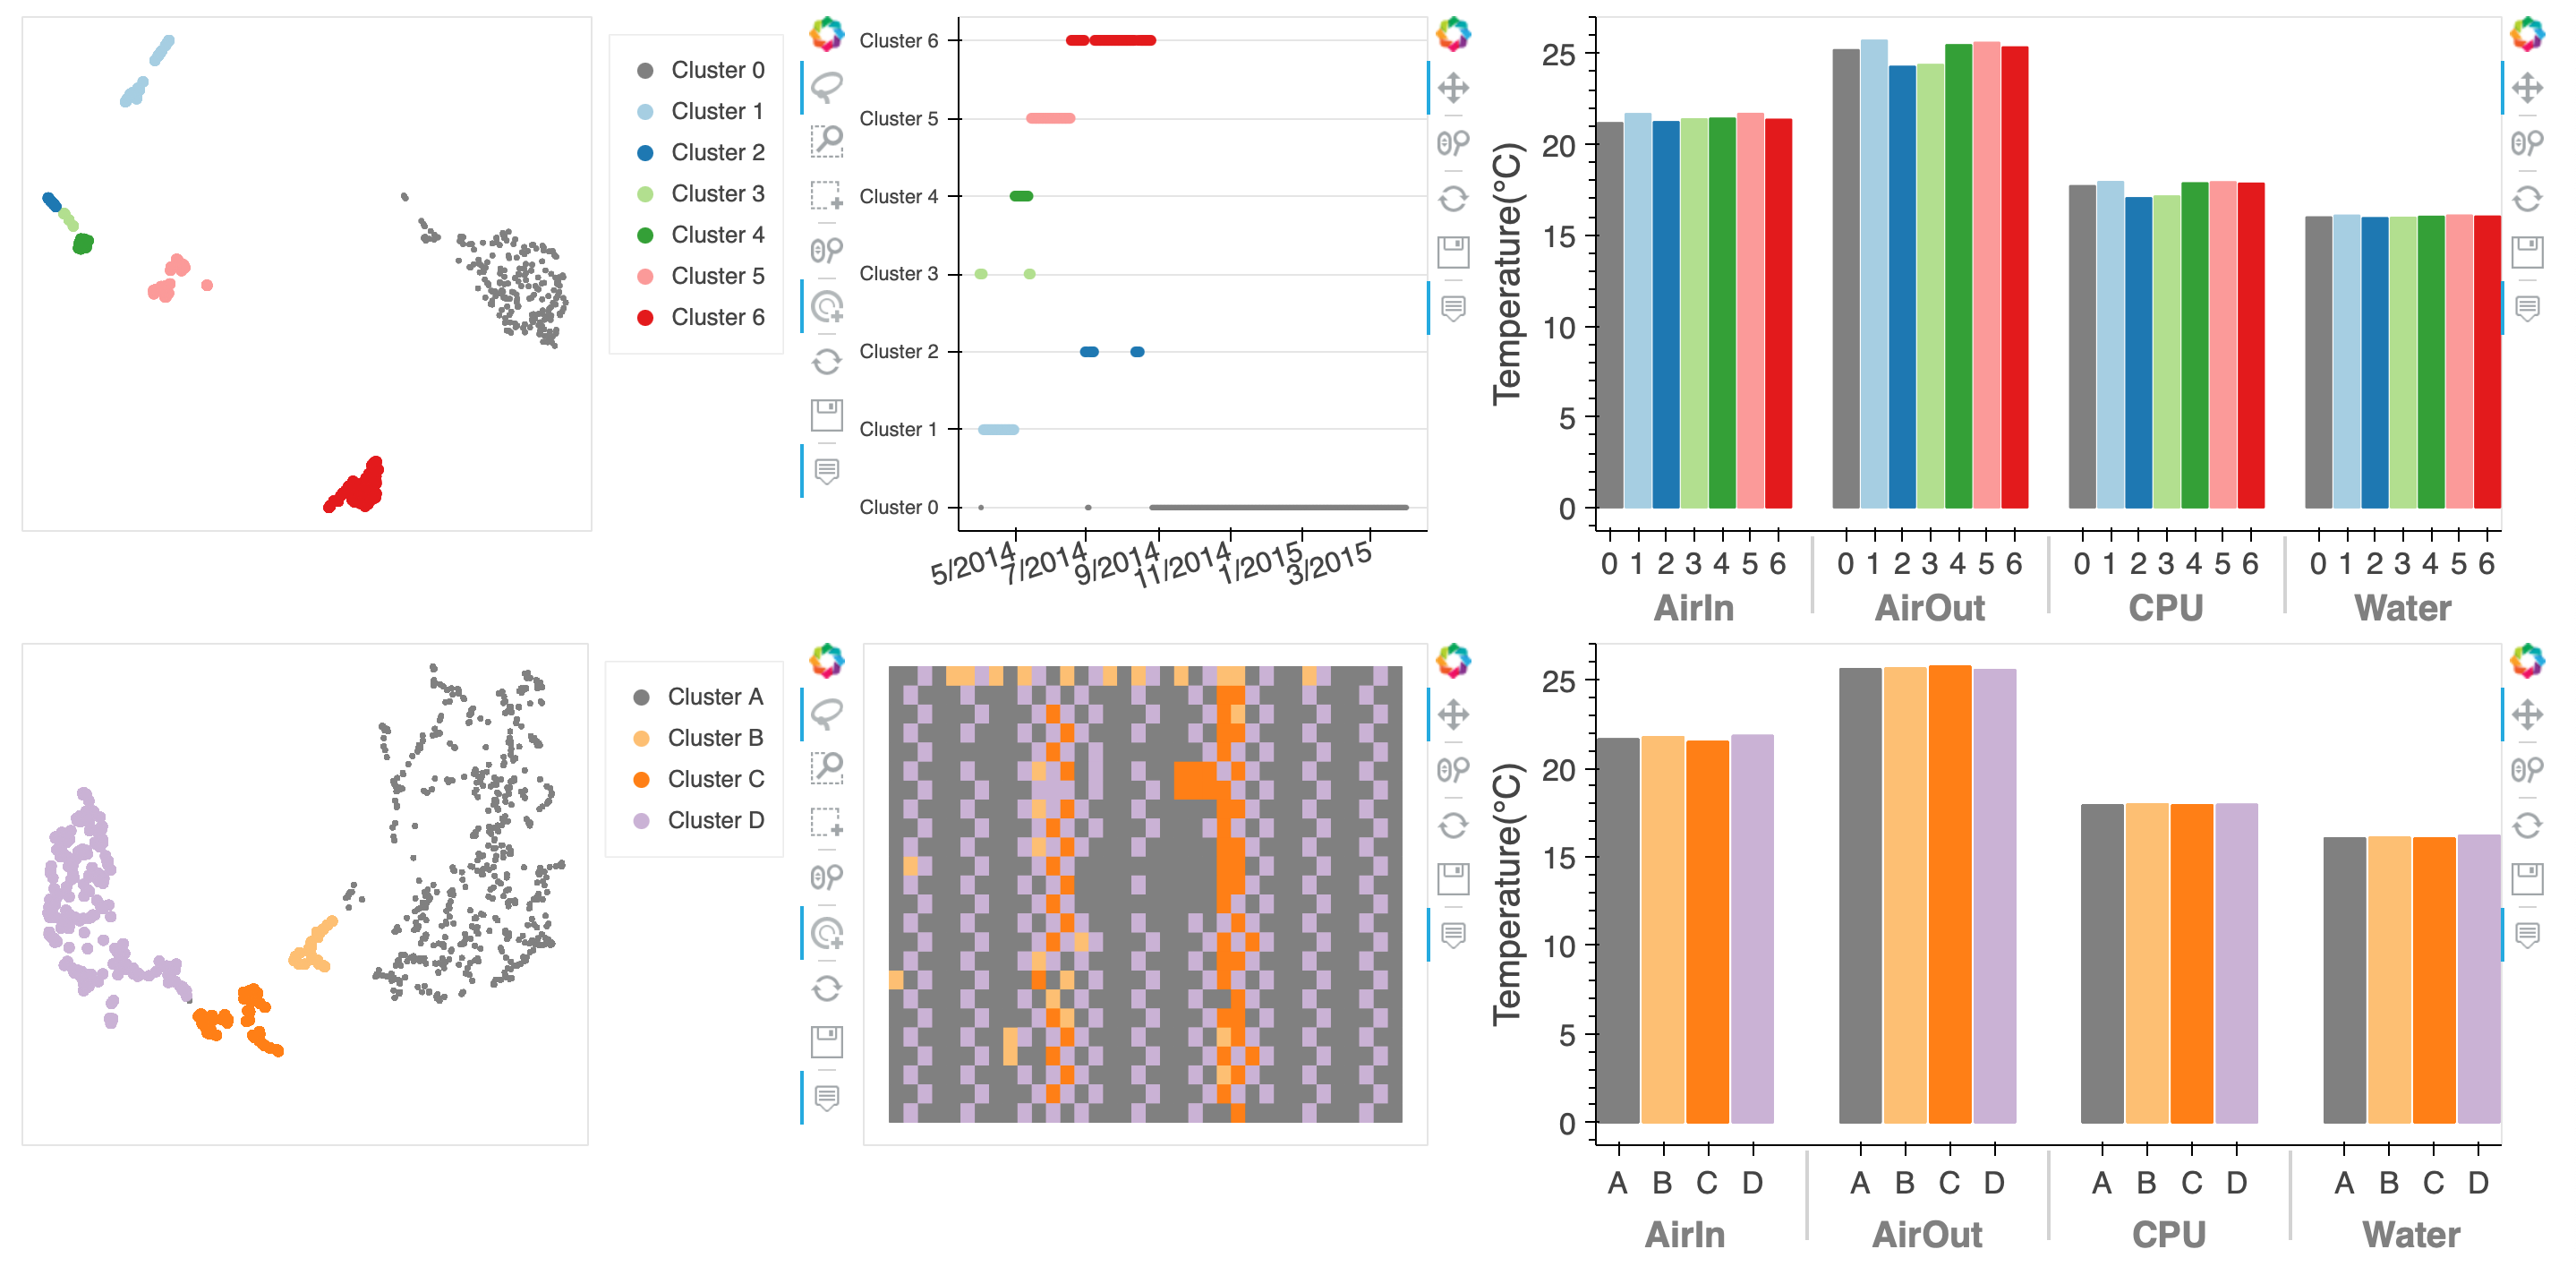 Cluster 0
Cluster 1
Cluster 2
Cluster 3
Cluster 4
Cluster 5
Cluster 6
Cluster 6
Cluster 5
Cluster 4
Cluster 3
Cluster 2
Cluster 1
Cluster 0
5/2014 7/2014 9/2014 11/2014 1/2015 3/2015
Temperature(°C)
25
20
15
10
5
0
0 1 2 3 4 5 6 0 1 2 3 4 5 6 0 1 2 3 4 5 6 0 1 2 3 4 5 6
AirIn AirOut CPU Water
Cluster A
Cluster B
Cluster C
Cluster D
Temperature(°C)
25
20
15
10
5
0
A B C D A B C D A B C D A B C D
AirIn AirOut CPU Water